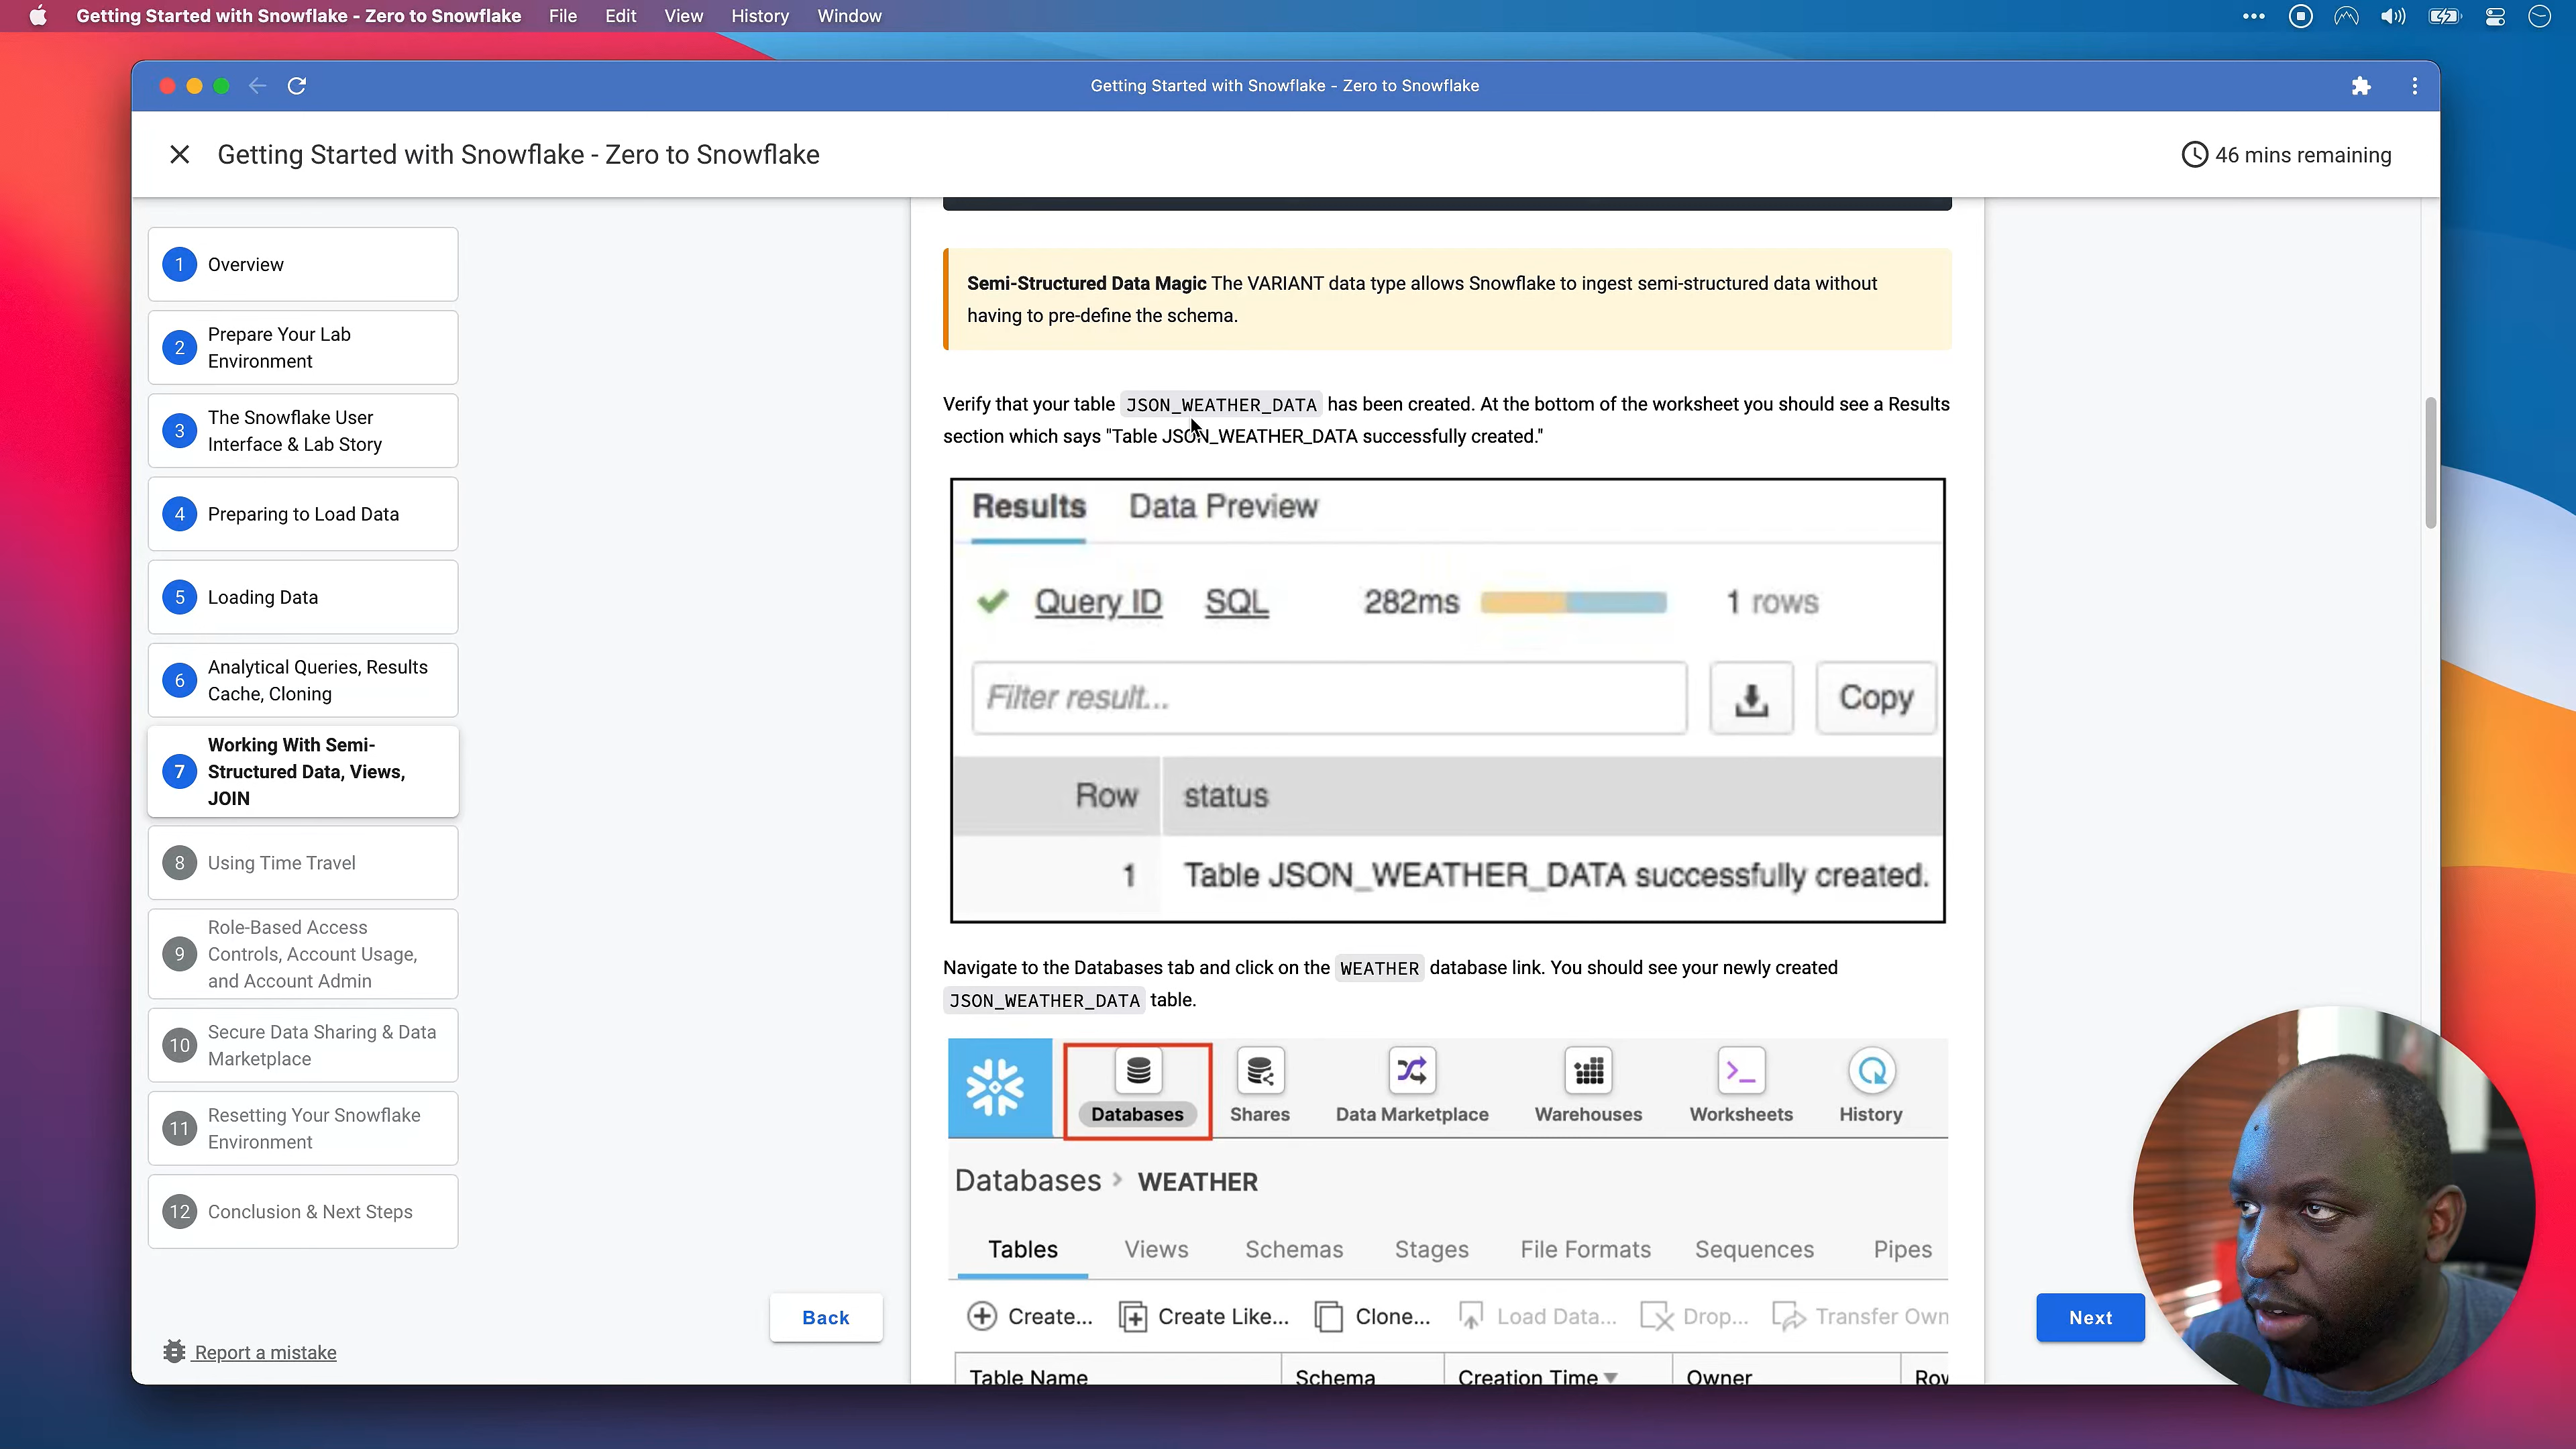 Getting Started with Snowflake - Zero to Snowflake File Edit View History Window
Getting Started with Snowflake - Zero to Snowflake
Getting Started with Snowflake - Zero to Snowflake
46 mins remaining
1 Overview
2 Prepare Your Lab
Environment
3 The Snowflake User
Interface & Lab Story
4 Preparing to Load Data
5 Loading Data
6 Analytical Queries, Results
Cache, Cloning
7 Working With Semi-
Structured Data, Views,
JOIN
8 Using Time Travel
9 Role-Based Access
Controls, Account Usage,
and Account Admin
10 Secure Data Sharing & Data
Marketplace
11 Resetting Your Snowflake
Environment
12 Conclusion & Next Steps
Report a mistake
Back
Semi-Structured Data Magic The VARIANT data type allows Snowflake to ingest semi-structured data without
having to pre-define the schema.
Verify that your table JSON_WEATHER_DATA has been created. At the bottom of the worksheet you should see a Results
section which says "Table JSON_WEATHER_DATA successfully created."
Results Data Preview
Query ID SQL 282ms 1 rows
Filter result... Copy
Row status
1 Table JSON_WEATHER_DATA successfully created.
Navigate to the Databases tab and click on the WEATHER database link. You should see your newly created
JSON_WEATHER_DATA table.
Databases Shares Data Marketplace Warehouses Worksheets History
Databases > WEATHER
Tables Views Schemas Stages File Formats Sequences Pipes
Create... Create Like... Clone... Load Data... Drop... Transfer Own
Table Name Schema Creation Time Owner Row
Next